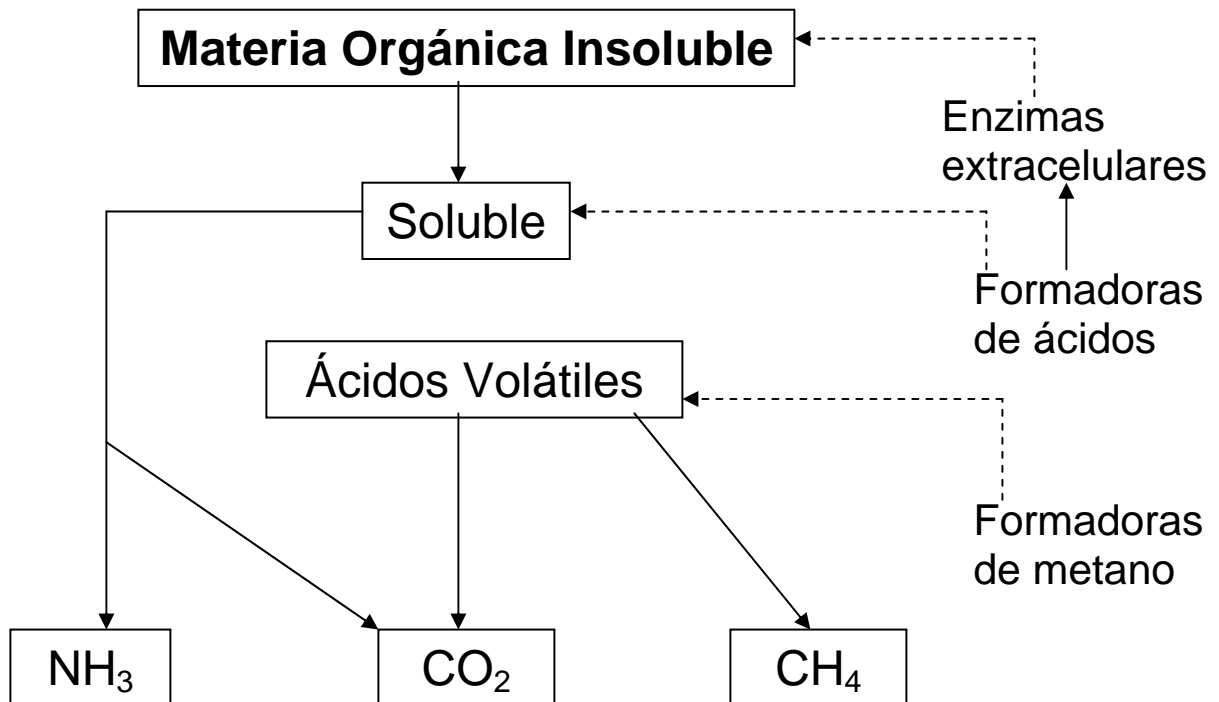 Materia Orgánica Insoluble
Enzimas
extracelulares
Soluble
Formadoras
de ácidos
Ácidos Volátiles
Formadoras
de metano
NH₃
CO₂
CH₄